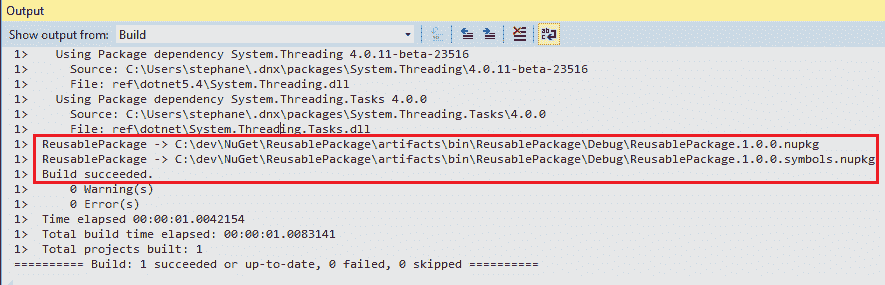 Output
Show output from: Build
1> Using Package dependency System.Threading 4.0.11-beta-23516
1> Source: C:\Users\stephane\.dnx\packages\System.Threading\4.0.11-beta-23516
1> File: ref\dotnet5.4\System.Threading.dll
1> Using Package dependency System.Threading.Tasks 4.0.0
1> Source: C:\Users\stephane\.dnx\packages\System.Threading.Tasks\4.0.0
1> File: ref\dotnet\System.Threading.Tasks.dll
1> ReusablePackage -> C:\dev\NuGet\ReusablePackage\artifacts\bin\ReusablePackage\Debug\ReusablePackage.1.0.0.nupkg
1> ReusablePackage -> C:\dev\NuGet\ReusablePackage\artifacts\bin\ReusablePackage\Debug\ReusablePackage.1.0.0.symbols.nupkg
1> Build succeeded.
1> 0 Warning(s)
1> 0 Error(s)
1> Time elapsed 00:00:01.0042154
1> Total build time elapsed: 00:00:01.0083141
1> Total projects built: 1
========== Build: 1 succeeded or up-to-date, 0 failed, 0 skipped ==========